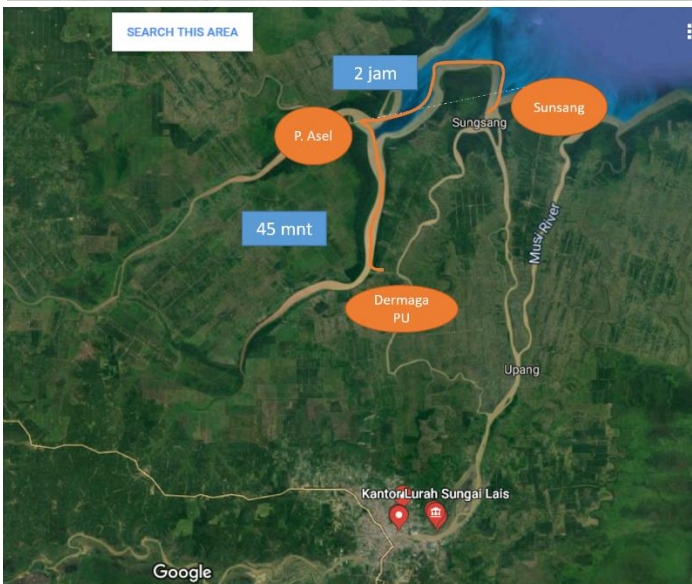 SEARCH THIS AREA
2 jam
Sunsang
P. Asel
Sungsang
45 mnt
Musi River
Dermaga
PU
Upang
Kantor Lurah Sungai Lais
Google